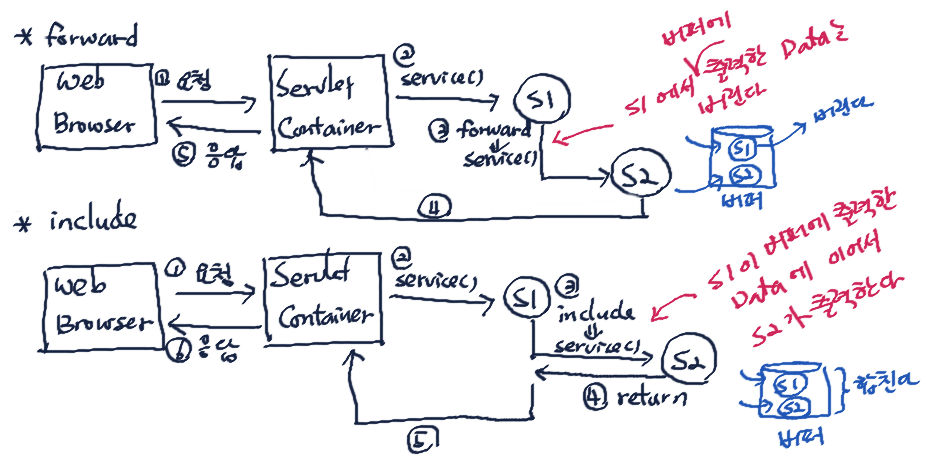 * forward
Web Browser
① 요청
⑤ 응답
Servlet Container
② service()
S1
③ forward
service()
S2
④
버퍼에
S1 에서 출력한 Data는
버린다
S1
S2
버린다
버퍼
* include
Web Browser
① 요청
⑥ 응답
Servlet Container
② service()
S1
③
include
service()
S2
④ return
⑤
S1이 버퍼에 출력한
Data에 이어서
S2가 출력한다
S1
S2
합친다
버퍼